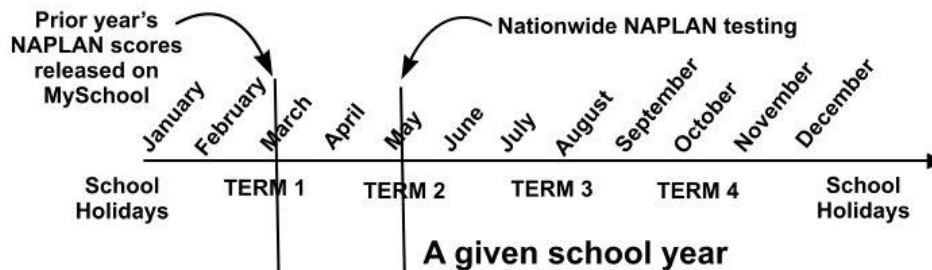 Prior year's
NAPLAN scores
released on
MySchool
Nationwide NAPLAN testing
January
February
March
April
May
June
July
August
September
October
November
December
School
Holidays
TERM 1
TERM 2
TERM 3
TERM 4
School
Holidays
A given school year